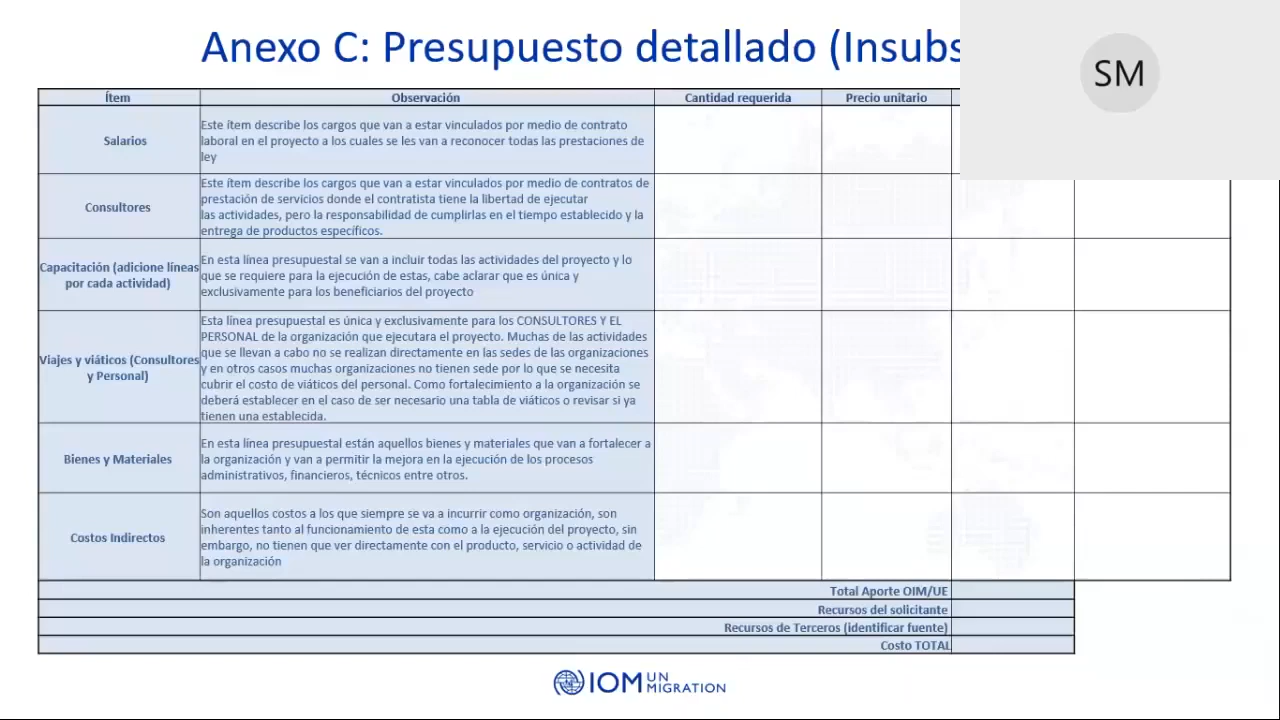 Anexo C: Presupuesto detallado (Insubs
SM
Ítem
Observación
Cantidad requerida
Precio unitario
Salarios
Este ítem describe los cargos que van a estar vinculados por medio de contrato
laboral en el proyecto a los cuales se les van a reconocer todas las prestaciones de
ley
Consultores
Este ítem describe los cargos que van a estar vinculados por medio de contratos de
prestación de servicios donde el contratista tiene la libertad de ejecutar
las actividades, pero la responsabilidad de cumplirlas en el tiempo establecido y la
entrega de productos específicos.
Capacitación (adicione líneas
por cada actividad)
En esta línea presupuestal se van a incluir todas las actividades del proyecto y lo
que se requiere para la ejecución de estas, cabe aclarar que es única y
exclusivamente para los beneficiarios del proyecto
Viajes y viáticos (Consultores
y Personal)
Esta línea presupuestal es única y exclusivamente para los CONSULTORES Y EL
PERSONAL de la organización que ejecutara el proyecto. Muchas de las actividades
que se llevan a cabo no se realizan directamente en las sedes de las organizaciones
y en otros casos muchas organizaciones no tienen sede por lo que se necesita
cubrir el costo de viáticos del personal. Como fortalecimiento a la organización se
deberá establecer en el caso de ser necesario una tabla de viáticos o revisar si ya
tienen una establecida.
Bienes y Materiales
En esta línea presupuestal están aquellos bienes y materiales que van a fortalecer a
la organización y van a permitir la mejora en la ejecución de los procesos
administrativos, financieros, técnicos entre otros.
Costos Indirectos
Son aquellos costos a los que siempre se va a incurrir como organización, son
inherentes tanto al funcionamiento de esta como a la ejecución del proyecto, sin
embargo, no tienen que ver directamente con el producto, servicio o actividad de
la organización
Total Aporte OIM/UE
Recursos del solicitante
Recursos de Terceros (identificar fuente)
Costo TOTAL
IOM UN
MIGRATION